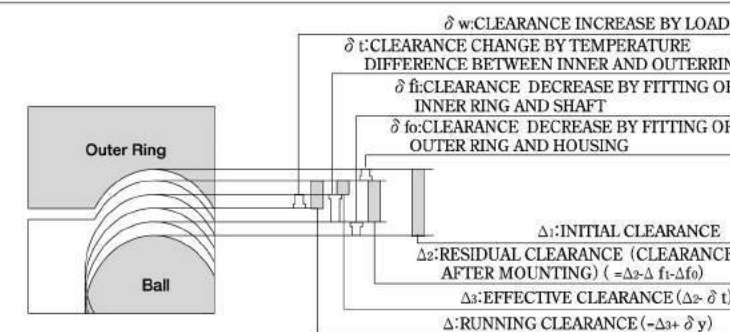 δ w:CLEARANCE INCREASE BY LOAD
δ t:CLEARANCE CHANGE BY TEMPERATURE
DIFFERENCE BETWEEN INNER AND OUTERRIN
δ fi:CLEARANCE DECREASE BY FITTING OF
INNER RING AND SHAFT
δ fo:CLEARANCE DECREASE BY FITTING OF
OUTER RING AND HOUSING
Outer Ring
Δ1:INITIAL CLEARANCE
Δ2:RESIDUAL CLEARANCE (CLEARANCE
AFTER MOUNTING) ( =Δ2-Δ f1-Δf0)
Ball
Δ3:EFFECTIVE CLEARANCE (Δ2- δ t)
Δ:RUNNING CLEARANCE (-Δ3+ δ y)